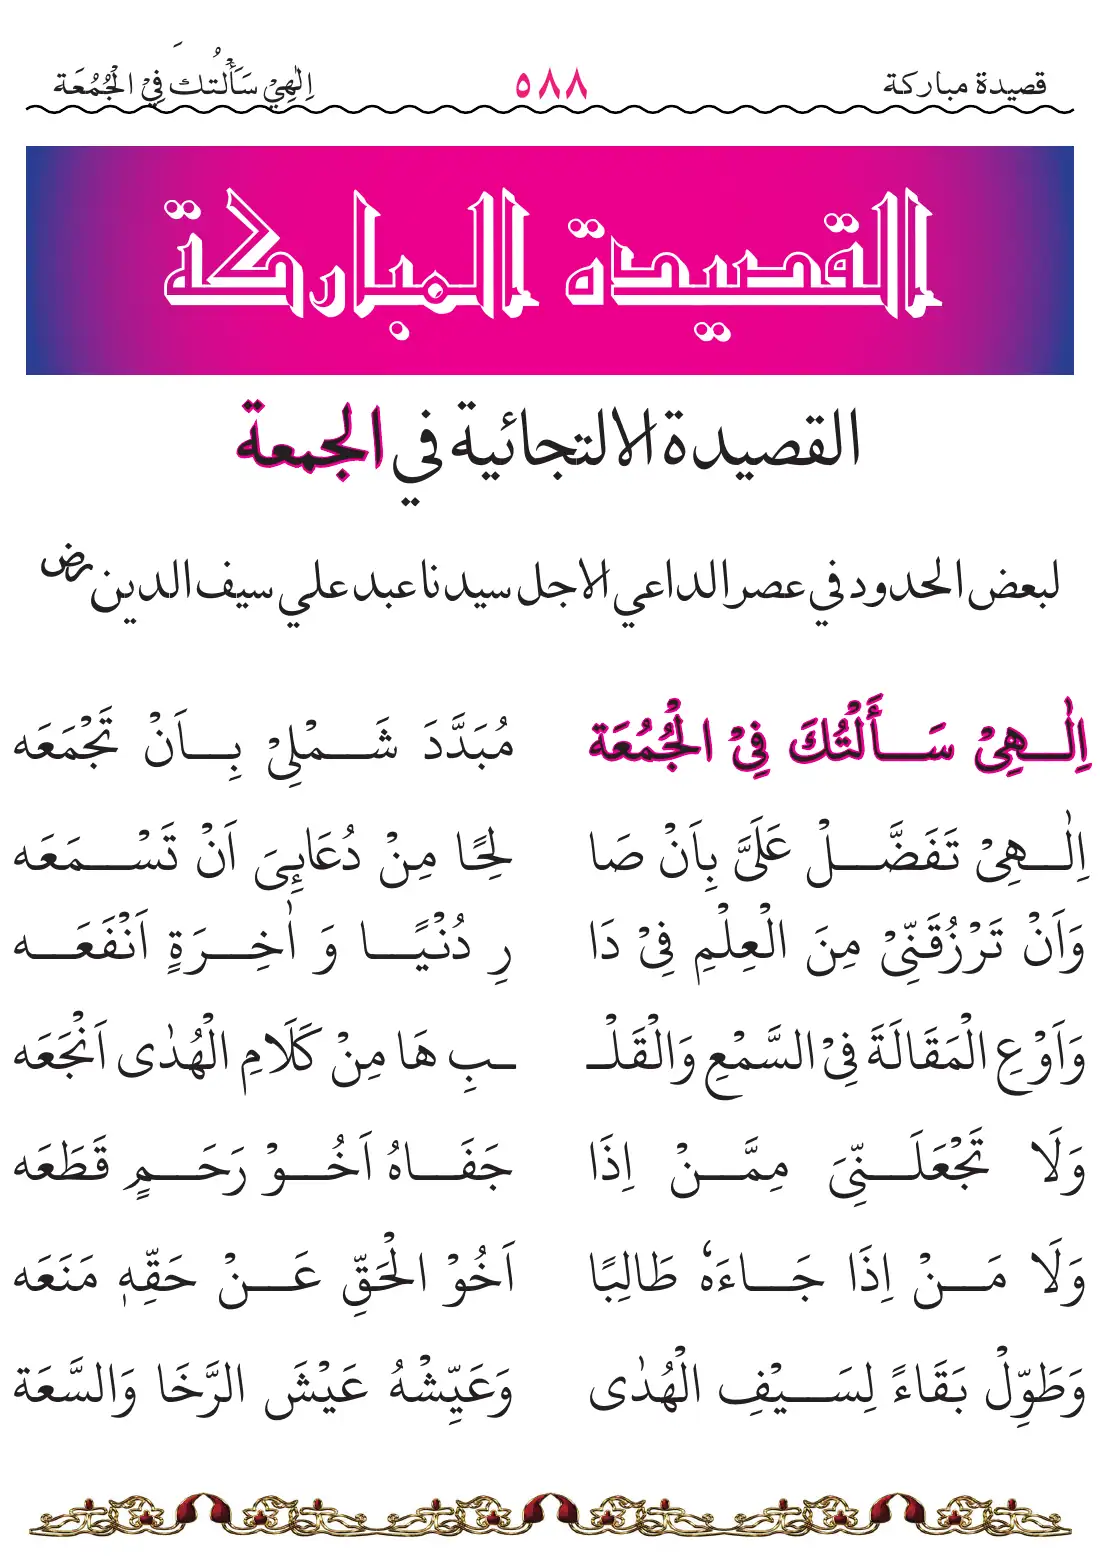 قصيدة مباركة ٥٨٨ اِلٰهِيْ سَأَلْتُكَ فِيْ الْجُمُعَة
القصيدة المباركة
القصيدة الالتجائية في الجمعة
لبعض الحدود في عصر الداعي الاجل سيدنا عبد علي سيف الدين رض
اِلٰهِيْ سَأَلْتُكَ فِيْ الْجُمُعَة مُبَدَّدَ شَمْلِيْ بِاَنْ تَجْمَعَه
اِلٰهِيْ تَفَضَّلْ عَلَيَّ بِاَنْ صَا لِحًا مِنْ دُعَائِيَ اَنْ تَسْمَعَه
وَاَنْ تَرْزُقَنِّيْ مِنَ الْعِلْمِ فِيْ دَا رِ دُنْيًا وَ اٰخِرَةٍ اَنْفَعَه
وَاَوْعِ الْمَقَالَةَ فِيْ السَّمْعِ وَالْقَلْـ ـبِ هَا مِنْ كَلَامِ الْهُدٰى اَنْجَعَه
وَلَا تَجْعَلَنِّيَ مِمَّنْ اِذَا جَفَاهُ اَخُوْ رَحَمٍ قَطَعَه
وَلَا مَنْ اِذَا جَاءَهٗ طَالِبًا اَخُوْ الْحَقِّ عَنْ حَقِّهٖ مَنَعَه
وَطَوِّلْ بَقَاءً لِسَيْفِ الْهُدٰى وَعَيِّشْهُ عَيْشَ الرَّخَا وَالسَّعَة